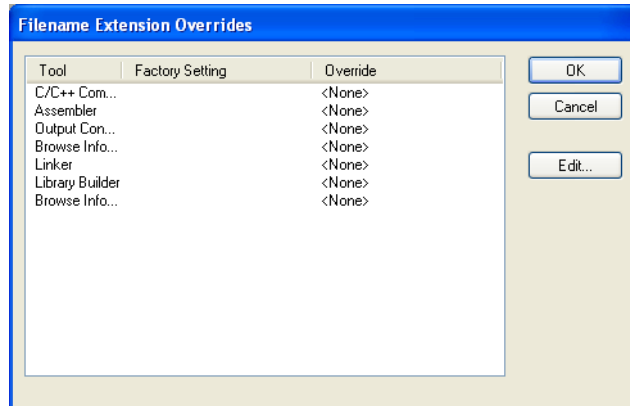 Filename Extension Overrides
Tool Factory Setting Override
C/C++ Com... <None>
Assembler <None>
Output Con... <None>
Browse Info... <None>
Linker <None>
Library Builder <None>
Browse Info... <None>
OK
Cancel
Edit...